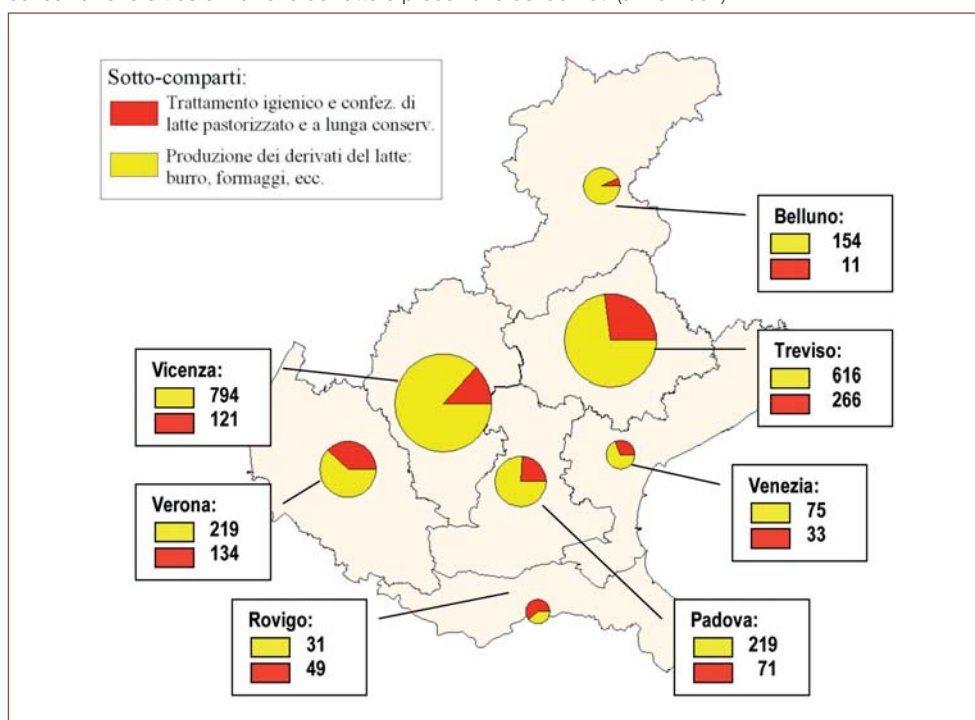 Sotto-comparti:
Trattamento igienico e confez. di
latte pastorizzato e a lunga conserv.
Produzione dei derivati del latte:
burro, formaggi, ecc.
Belluno:
154
11
Treviso:
616
266
Vicenza:
794
121
Verona:
219
134
Venezia:
75
33
Rovigo:
31
49
Padova:
219
71